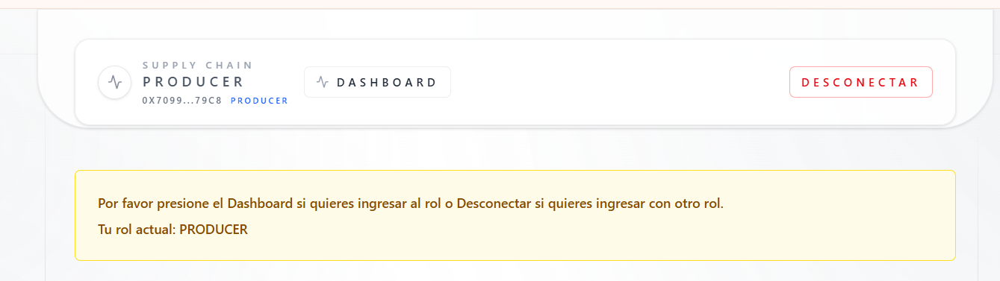 SUPPLY CHAIN
PRODUCER
0X7099...79C8 PRODUCER
DASHBOARD
DESCONECTAR
Por favor presione el Dashboard si quieres ingresar al rol o Desconectar si quieres ingresar con otro rol.
Tu rol actual: PRODUCER